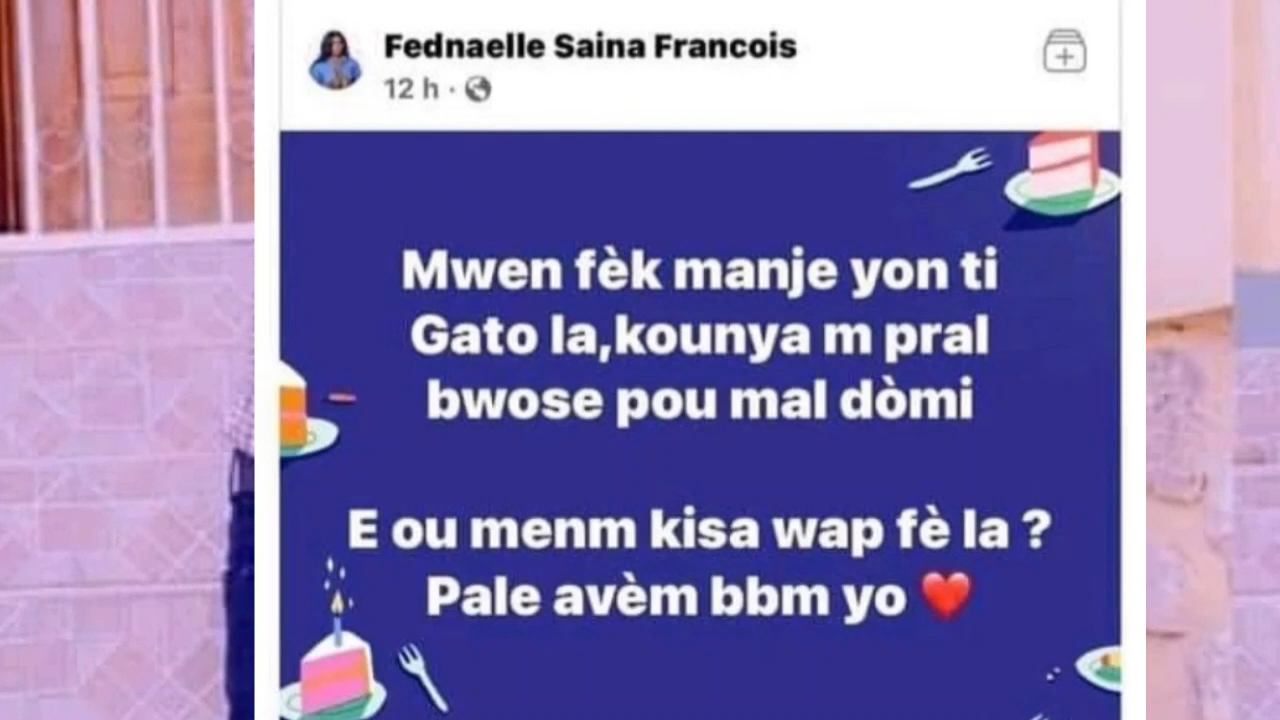 Fednaelle Saina Francois
12 h ·
Mwen fèk manje yon ti
Gato la,kounya m pral
bwose pou mal dòmi
E ou menm kisa wap fè la ?
Pale avèm bbm yo ❤️